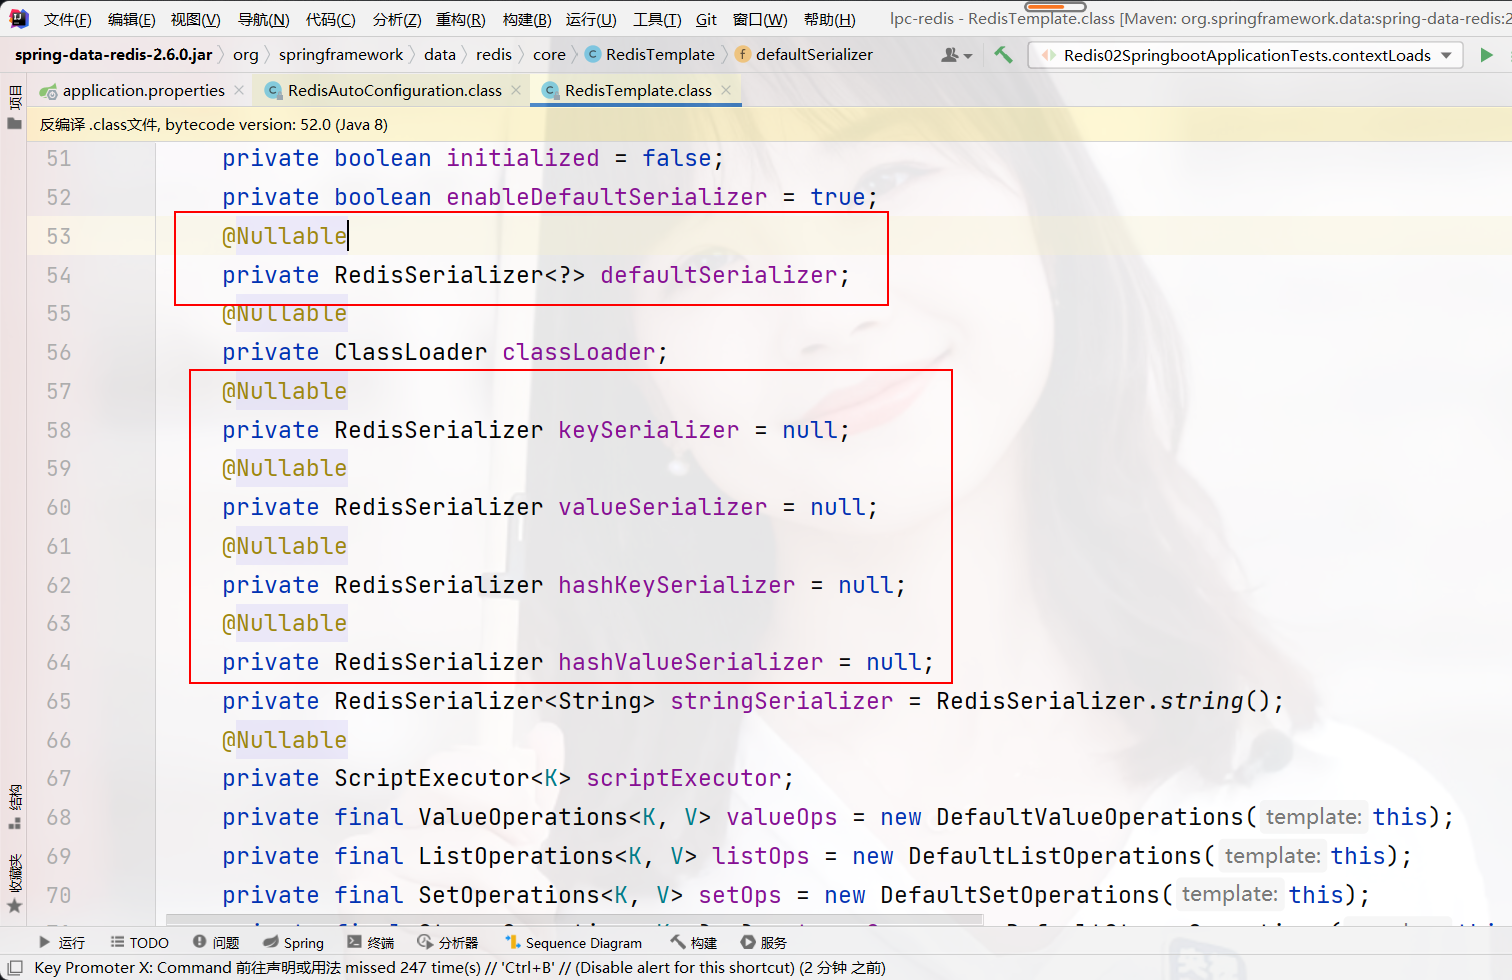 文件(F) 编辑(E) 视图(V) 导航(N) 代码(C) 分析(Z) 重构(R) 构建(B) 运行(U) 工具(T) Git 窗口(W) 帮助(H) lpc-redis - RedisTemplate.class [Maven: org.springframework.data:spring-data-redis:2
spring-data-redis-2.6.0.jar org springframework data redis core RedisTemplate defaultSerializer Redis02SpringbootApplicationTests.contextLoads
application.properties RedisAutoConfiguration.class RedisTemplate.class
项目
反编译 .class文件, bytecode version: 52.0 (Java 8)
51 private boolean initialized = false;
52 private boolean enableDefaultSerializer = true;
53 @Nullable
54 private RedisSerializer<?> defaultSerializer;
55 @Nullable
56 private ClassLoader classLoader;
57 @Nullable
58 private RedisSerializer keySerializer = null;
59 @Nullable
60 private RedisSerializer valueSerializer = null;
61 @Nullable
62 private RedisSerializer hashKeySerializer = null;
63 @Nullable
64 private RedisSerializer hashValueSerializer = null;
65 private RedisSerializer<String> stringSerializer = RedisSerializer.string();
66 @Nullable
67 private ScriptExecutor<K> scriptExecutor;
68 private final ValueOperations<K, V> valueOps = new DefaultValueOperations( template: this);
69 private final ListOperations<K, V> listOps = new DefaultListOperations( template: this);
70 private final SetOperations<K, V> setOps = new DefaultSetOperations( template: this);
结构
收藏夹
运行 TODO 问题 Spring 终端 分析器 Sequence Diagram 构建 服务
Key Promoter X: Command 前往声明或用法 missed 247 time(s) // 'Ctrl+B' // (Disable alert for this shortcut) (2 分钟 之前)